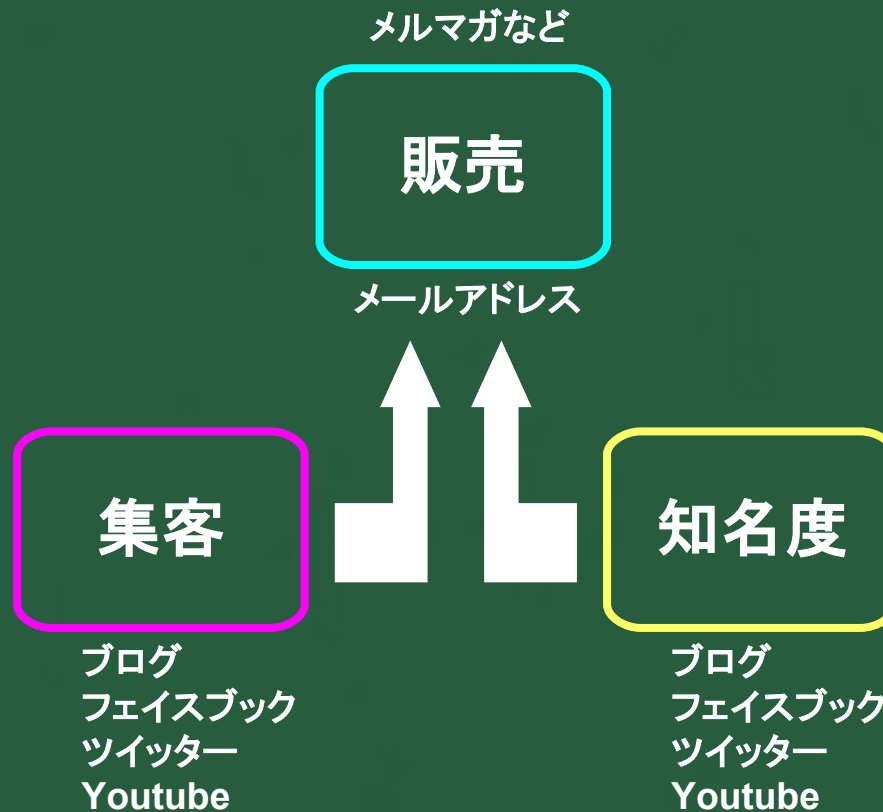 メルマガなど
販売
メールアドレス
集客
知名度
ブログ
フェイスブック
ツイッター
Youtube
ブログ
フェイスブック
ツイッター
Youtube